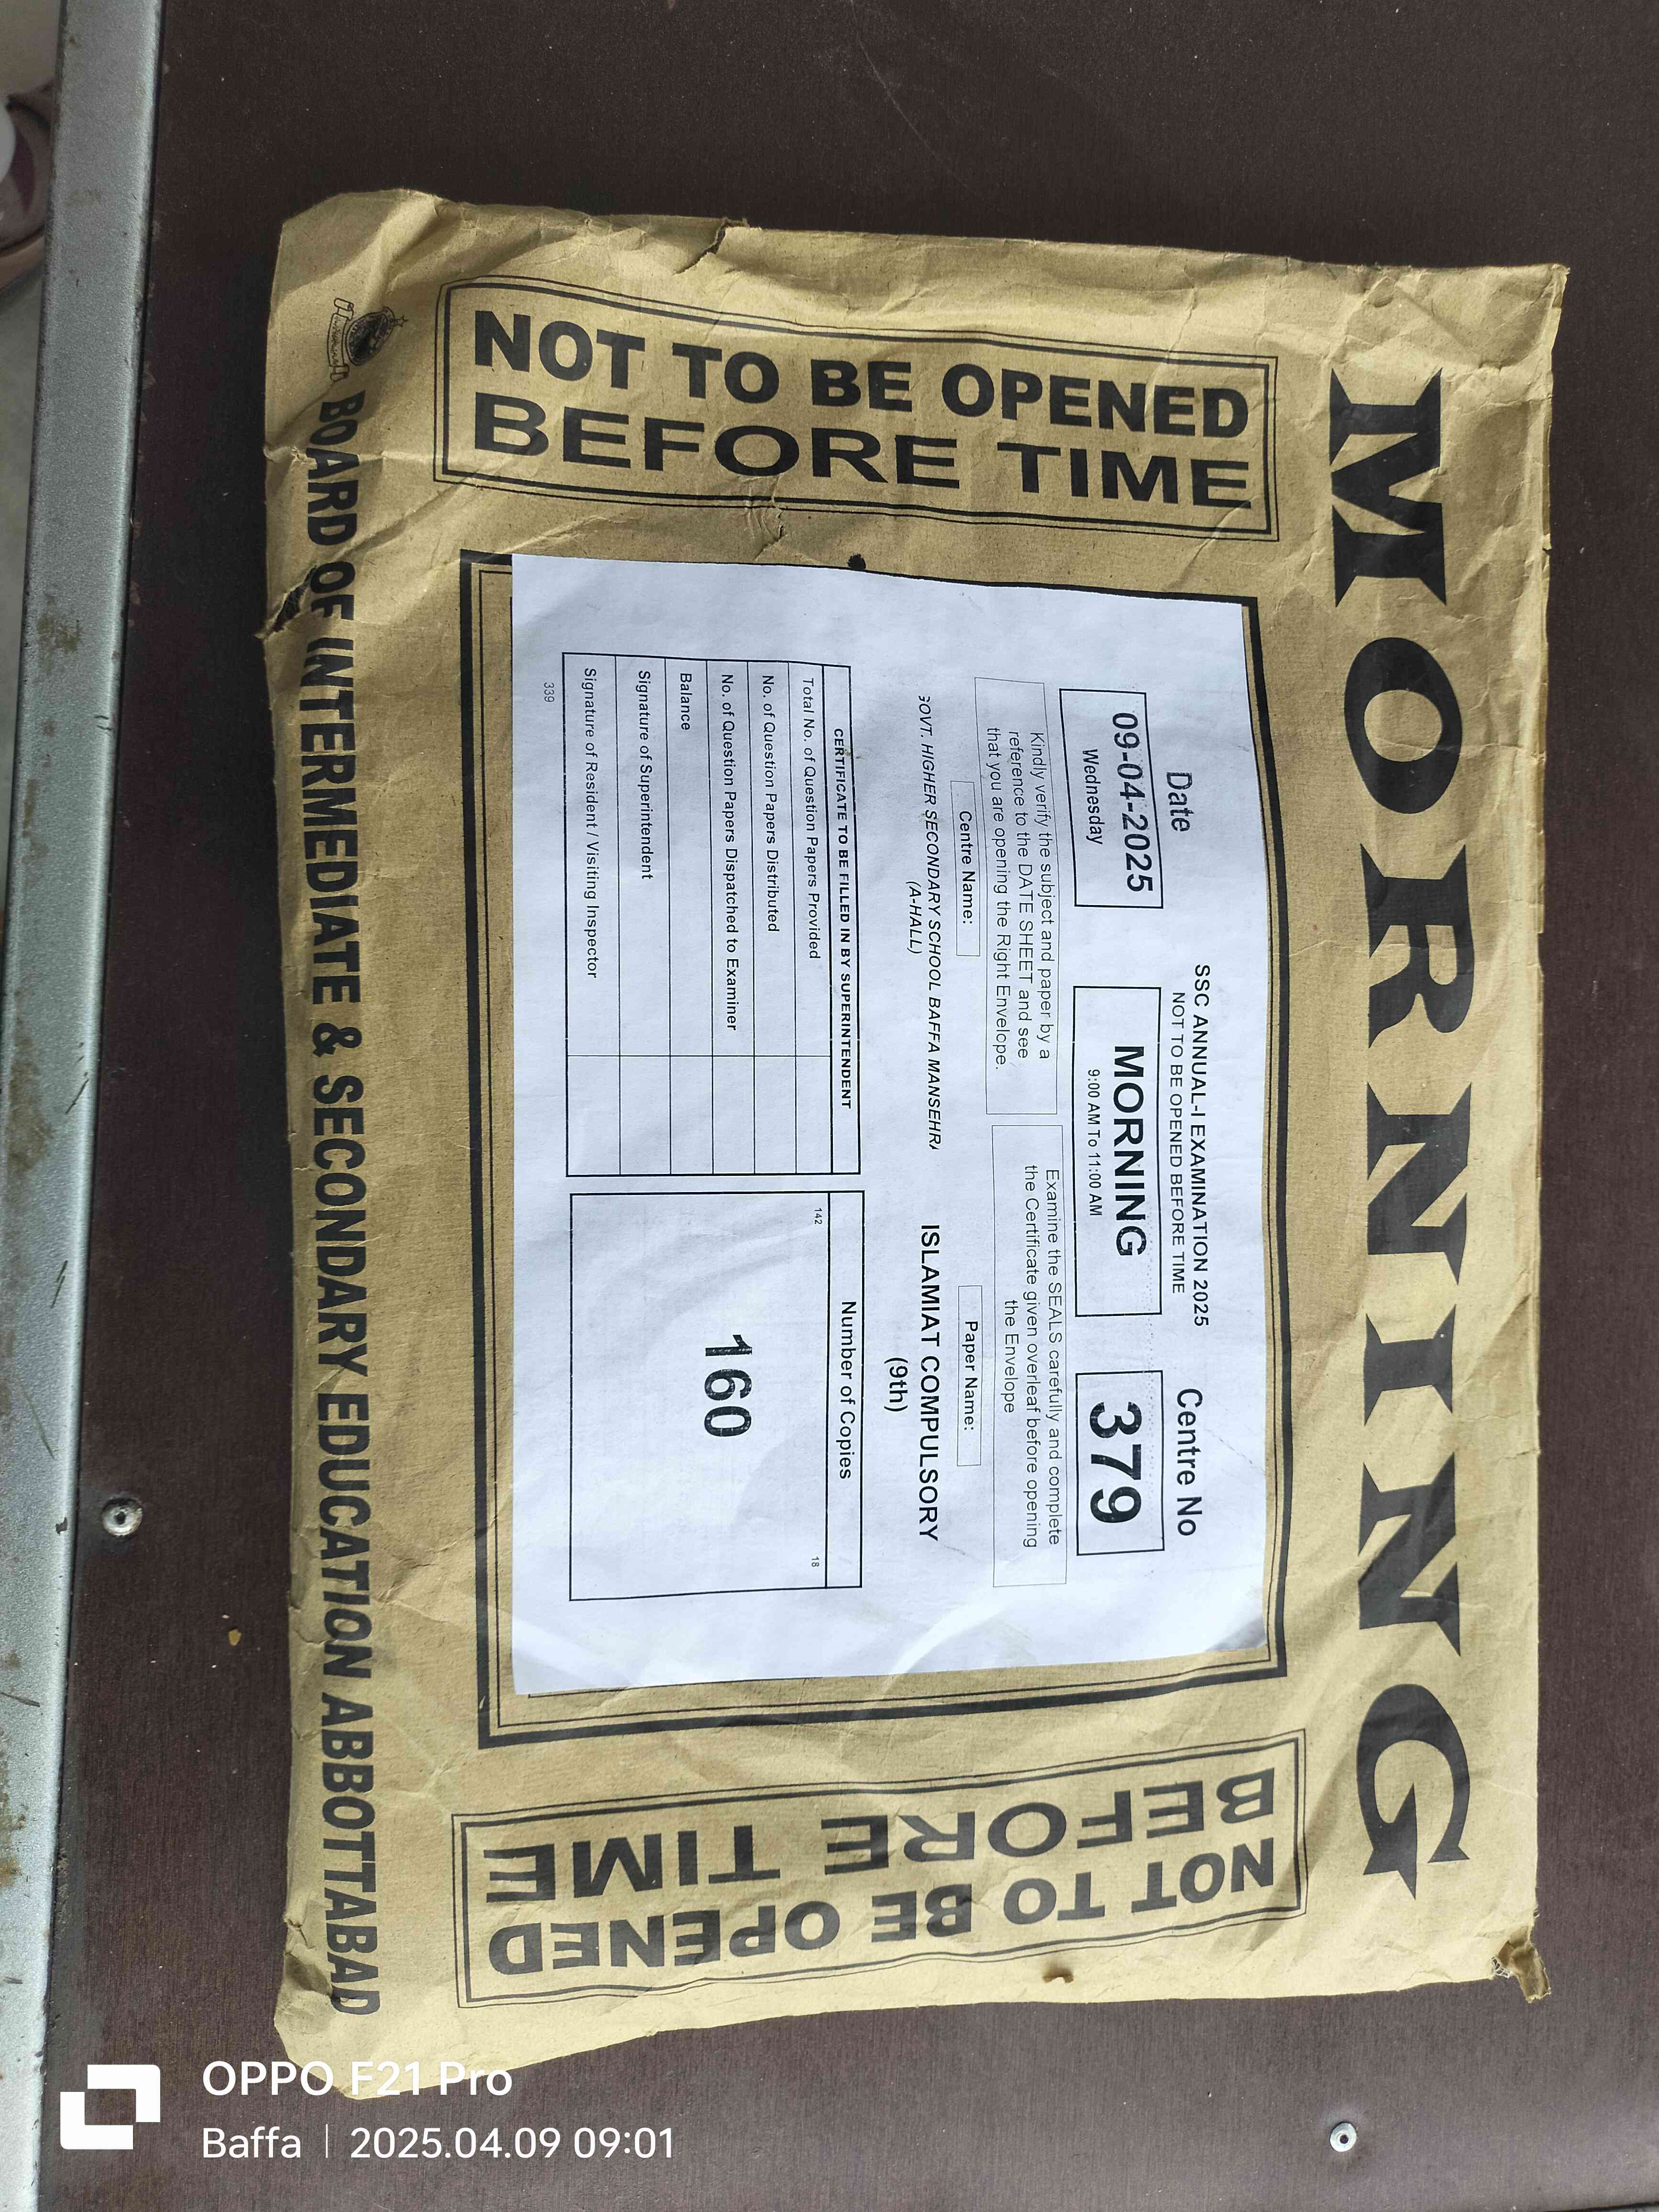 MORNING
NOT TO BE OPENED
BEFORE TIME
SSC ANNUAL-I EXAMINATION 2025
NOT TO BE OPENED BEFORE TIME
Date
09-04-2025
Wednesday
MORNING
9:00 AM To 11:00 AM
Centre No
379
Kindly verify the subject and paper by a
reference to the DATE SHEET and see
that you are opening the Right Envelope.
Examine the SEALS carefully and complete
the Certificate given overleaf before opening
the Envelope
Centre Name:
GOVT. HIGHER SECONDARY SCHOOL BAFFA MANSEHRA
(A-HALL)
Paper Name:
ISLAMIAT COMPULSORY
(9th)
CERTIFICATE TO BE FILLED IN BY SUPERINTENDENT
Total No. of Question Papers Provided
No. of Question Papers Distributed
No. of Question Papers Dispatched to Examiner
Balance
Signature of Superintendent
Signature of Resident / Visiting Inspector
339
Number of Copies
142
18
160
NOT TO BE OPENED
BEFORE TIME
BOARD OF INTERMEDIATE & SECONDARY EDUCATION ABBOTTABAD
OPPO F21 Pro
Baffa | 2025.04.09 09:01